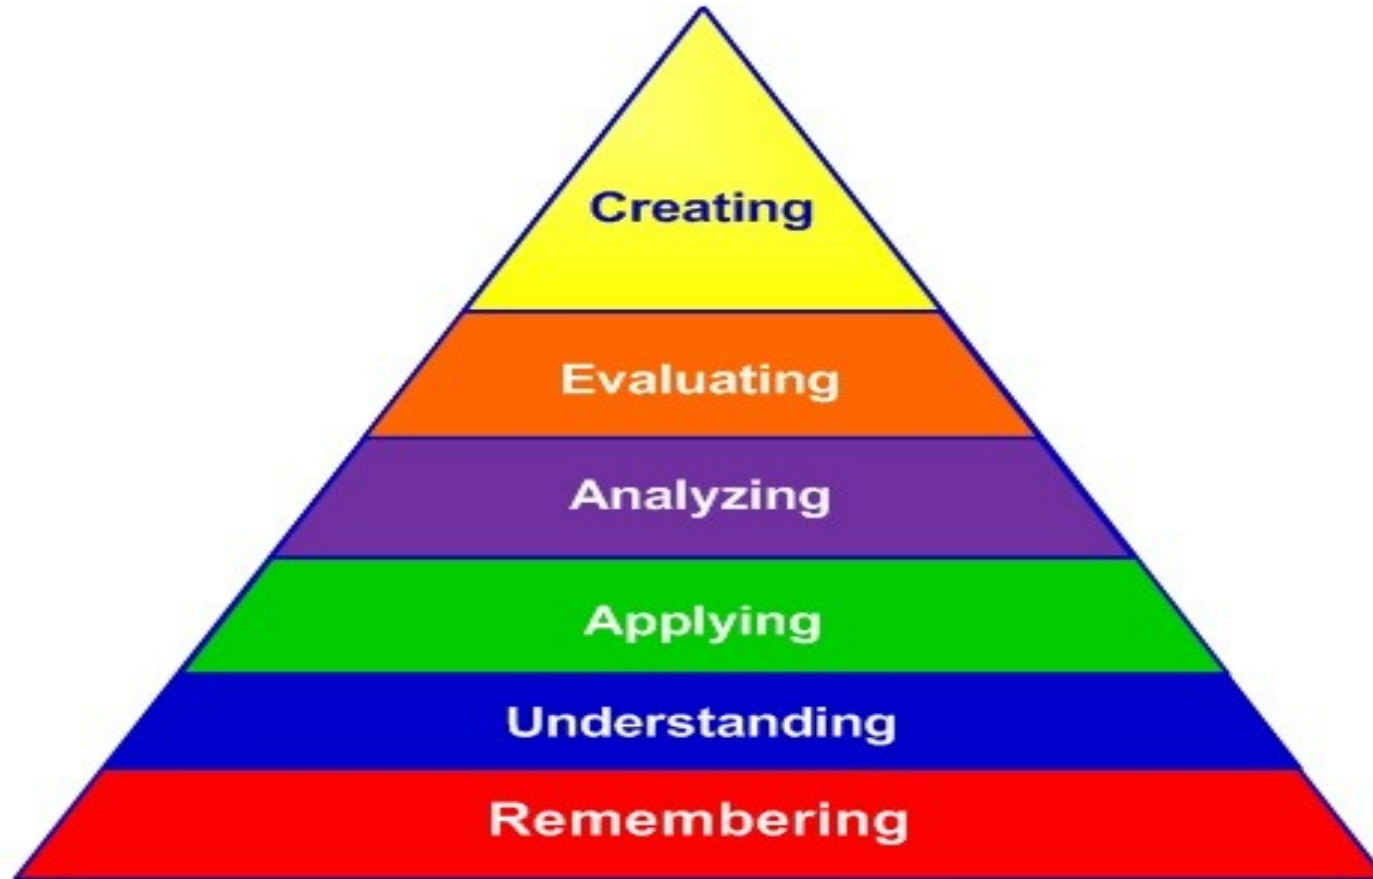 Creating
Evaluating
Analyzing
Applying
Understanding
Remembering